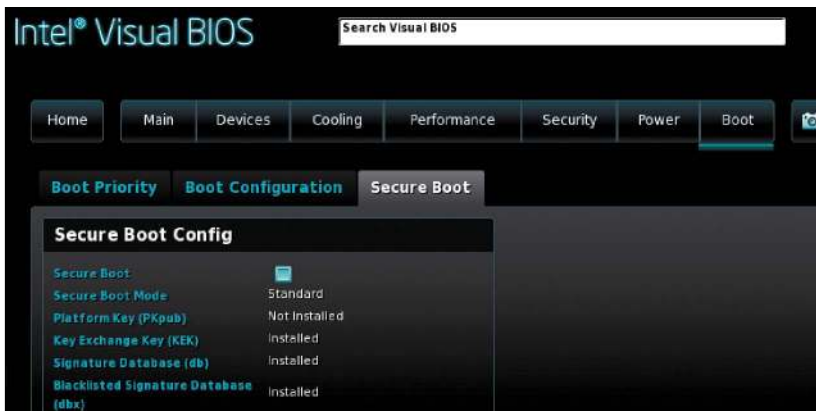 Intel® Visual BIOS
Search Visual BIOS
Home Main Devices Cooling Performance Security Power Boot
Boot Priority Boot Configuration Secure Boot
Secure Boot Config
Secure Boot
Secure Boot Mode Standard
Platform Key (PKpub) Not Installed
Key Exchange Key (KEK) Installed
Signature Database (db) Installed
Blacklisted Signature Database
(dbx) Installed